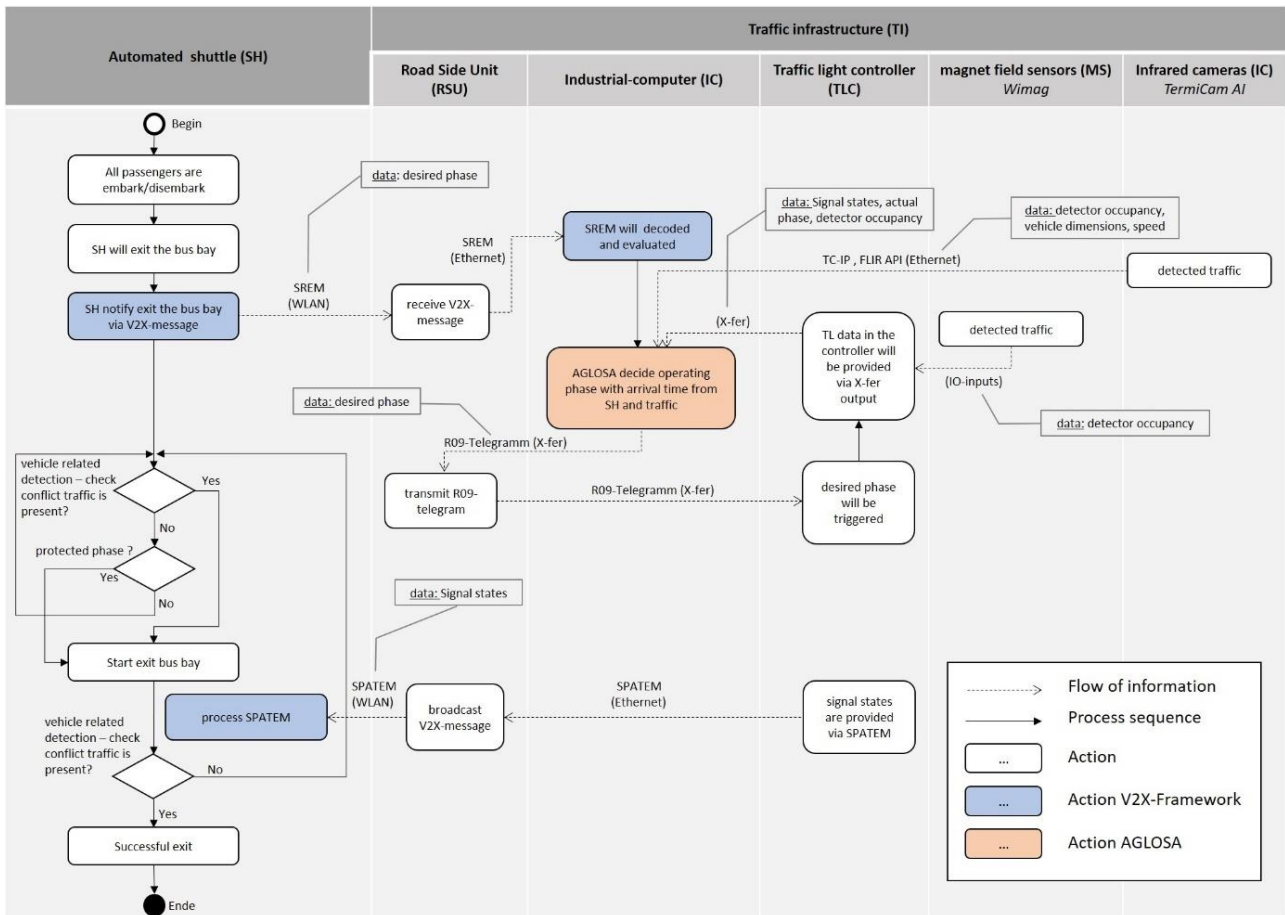 Automated shuttle (SH)
Traffic infrastructure (TI)
Road Side Unit
(RSU)
Industrial-computer (IC)
Traffic light controller
(TLC)
magnet field sensors (MS)
Wimag
Infrared cameras (IC)
TermiCam AI
Begin
All passengers are
embark/disembark
SH will exit the bus bay
SH notify exit the bus bay
via V2X-message
data: desired phase
SREM
(WLAN)
receive V2X-
message
SREM
(Ethernet)
SREM will decoded
and evaluated
data: Signal states, actual
phase, detector occupancy
data: detector occupancy,
vehicle dimensions, speed
TC-IP , FLIR API (Ethernet)
detected traffic
(X-fer)
TL data in the
controller will
be provided
via X-fer
output
detected traffic
(IO-inputs)
data: detector occupancy
AGLOSA decide operating
phase with arrival time from
SH and traffic
data: desired phase
R09-Telegramm (X-fer)
transmit R09-
telegram
R09-Telegramm (X-fer)
desired phase
will be
triggered
vehicle related
detection – check
conflict traffic is
present?
Yes
No
protected phase ?
Yes
No
Start exit bus bay
data: Signal states
process SPATEM
SPATEM
(WLAN)
broadcast
V2X-message
SPATEM
(Ethernet)
signal states
are provided
via SPATEM
vehicle related
detection – check
conflict traffic is
present?
No
Yes
Successful exit
Ende
Flow of information
Process sequence
Action
...
Action V2X-Framework
...
Action AGLOSA
...